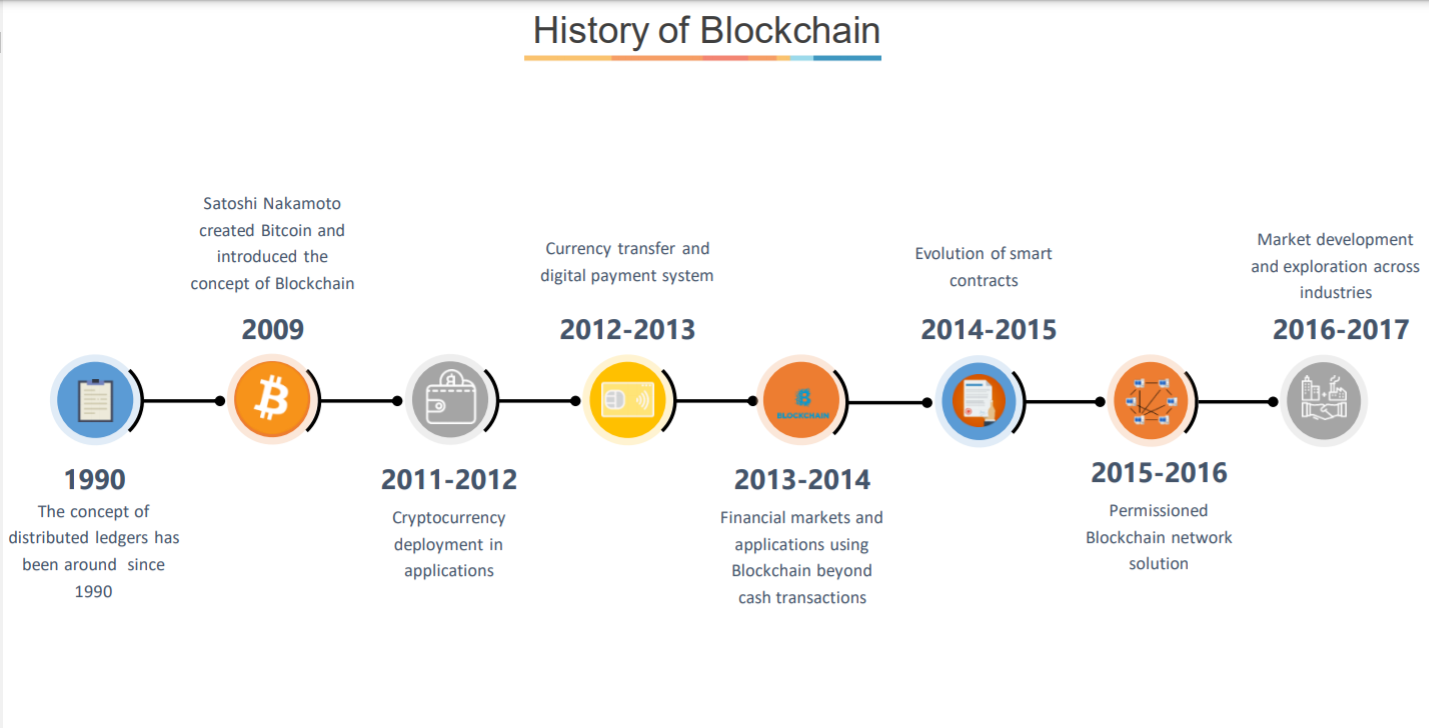 History of Blockchain
Satoshi Nakamoto
created Bitcoin and
introduced the
concept of Blockchain
2009
Currency transfer and
digital payment system
2012-2013
Evolution of smart
contracts
2014-2015
Market development
and exploration across
industries
2016-2017
BLOCKCHAIN
1990
The concept of
distributed ledgers has
been around since
1990
2011-2012
Cryptocurrency
deployment in
applications
2013-2014
Financial markets and
applications using
Blockchain beyond
cash transactions
2015-2016
Permissioned
Blockchain network
solution